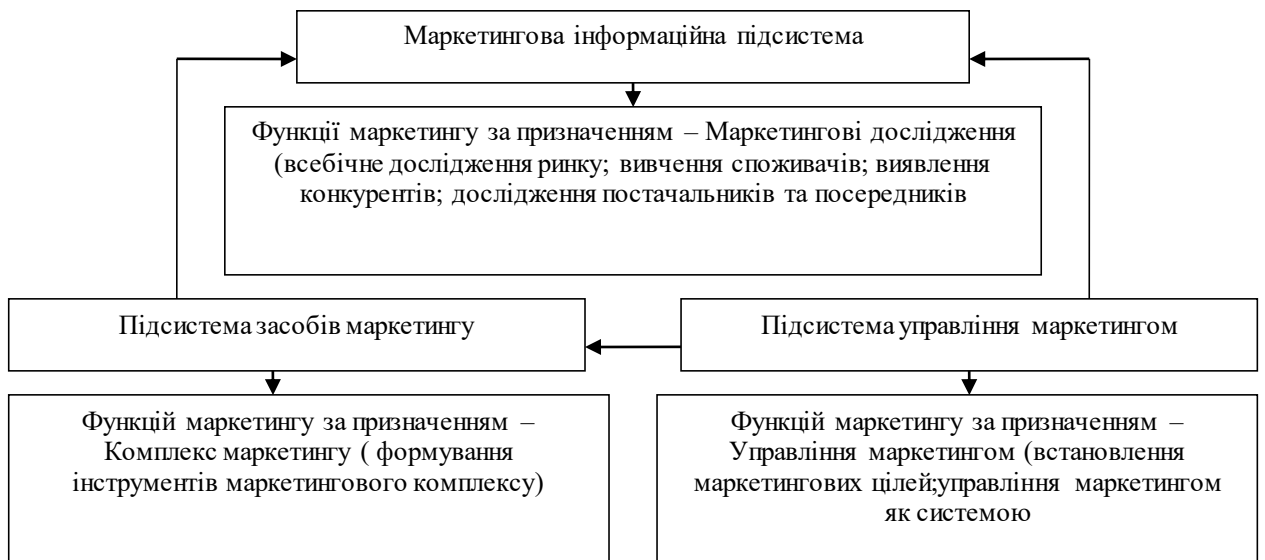 Маркетингова інформаційна підсистема
Функції маркетингу за призначенням – Маркетингові дослідження
(всебічне дослідження ринку; вивчення споживачів; виявлення
конкурентів; дослідження постачальників та посередників
Підсистема засобів маркетингу
Підсистема управління маркетингом
Функцій маркетингу за призначенням –
Комплекс маркетингу ( формування
інструментів маркетингового комплексу)
Функцій маркетингу за призначенням –
Управління маркетингом (встановлення
маркетингових цілей;управління маркетингом
як системою